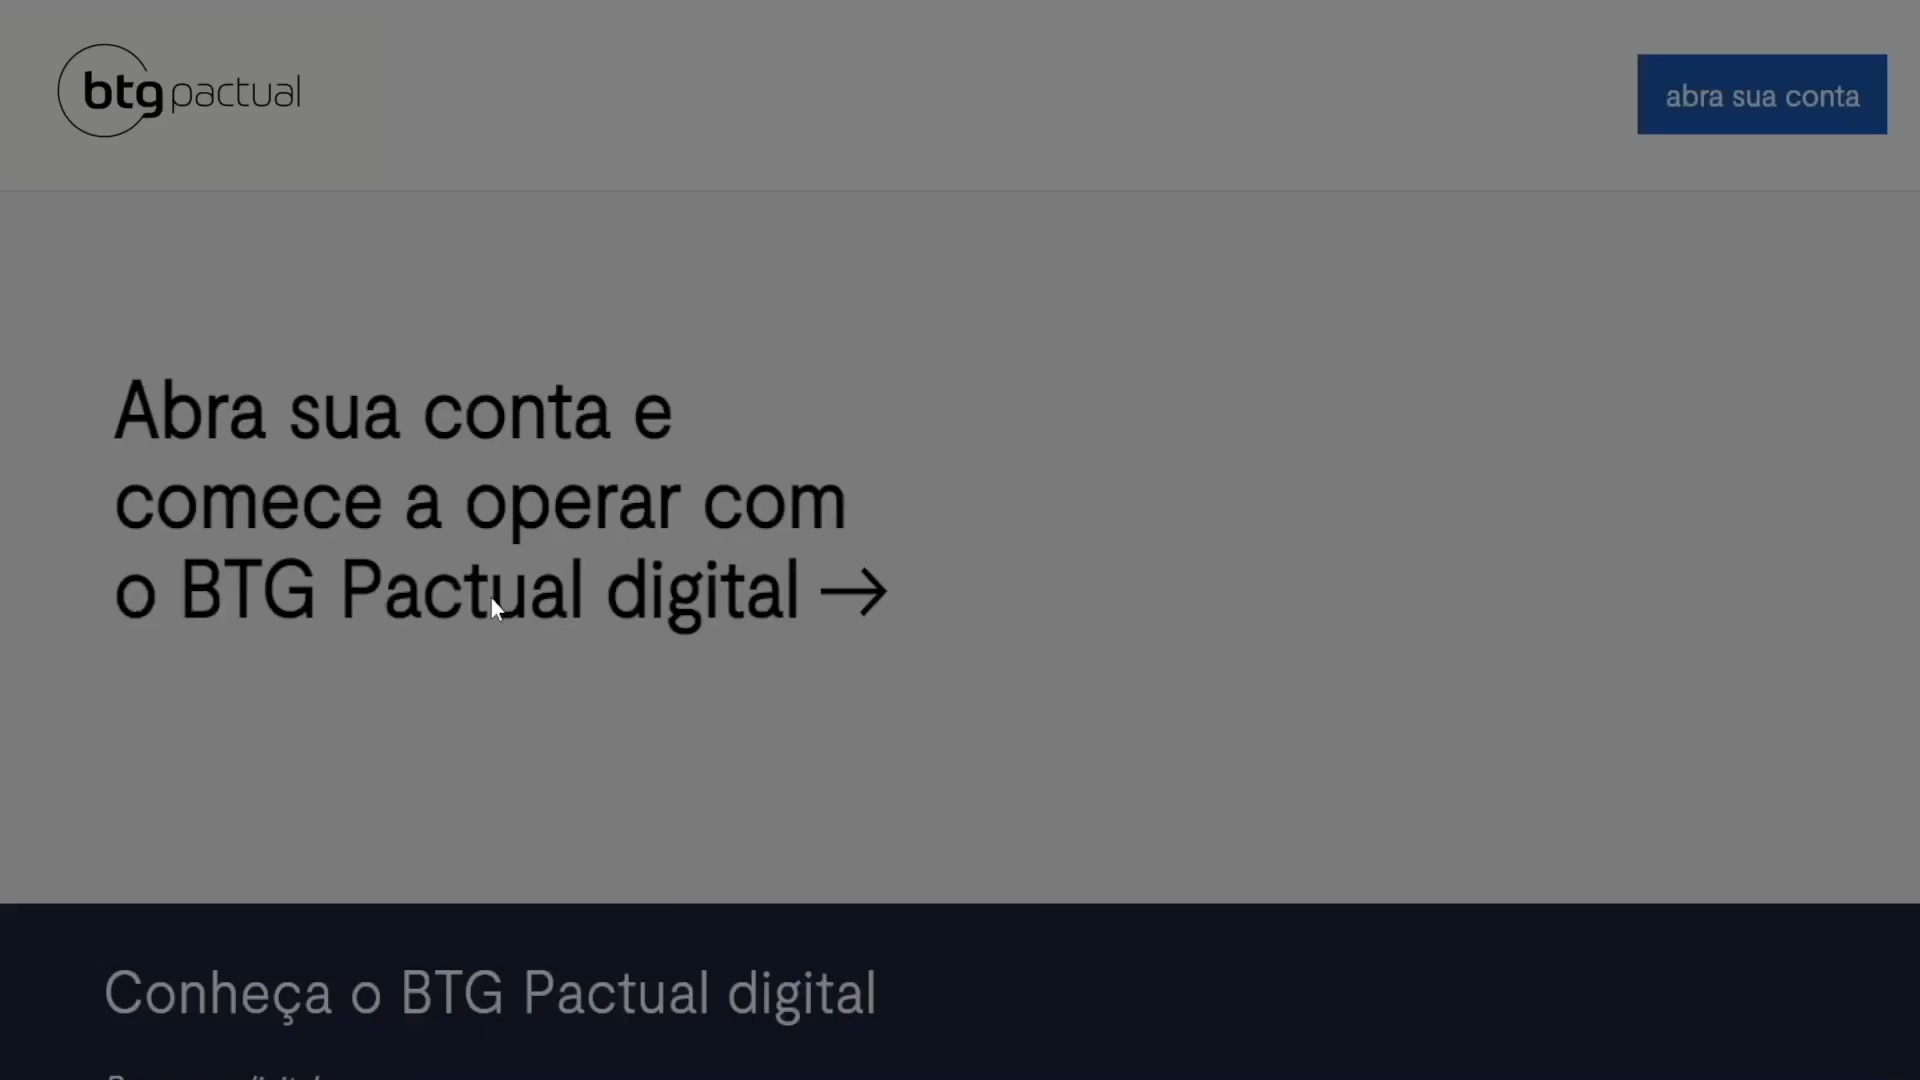 btg pactual
abra sua conta
Abra sua conta e
comece a operar com
o BTG Pactual digital →
Conheça o BTG Pactual digital